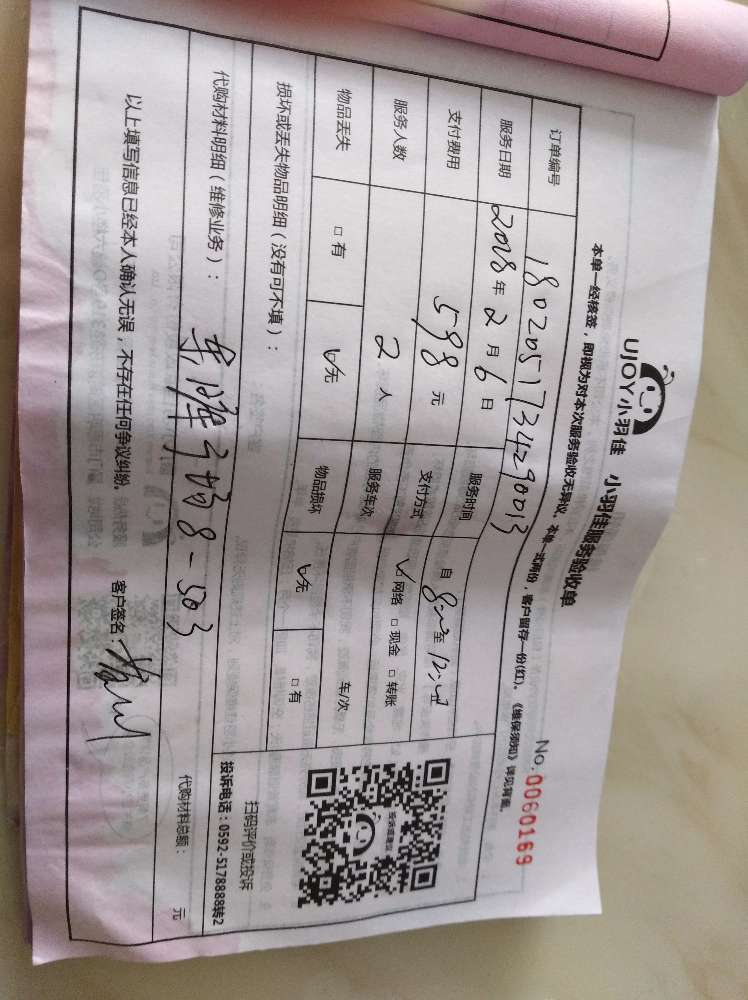 UJOY小羽佳 小羽佳服务验收单
No. 0060169
本单一经核签，即视为对本次服务验收无异议。本单一式两份，客户留存一份(红)。《维保须知》详见背面。
订单编号 1802051734290013
服务日期 2018年2月6日 服务时间 自8:00至12:00
支付费用 598元 支付方式 √网络 □现金 □转账
服务人数 2人 服务车次 车/次
物品丢失 □有 √无 物品损坏 √无 □有
损坏或丢失物品明细（没有可不填）：
代购材料明细（维修业务）： 8-503
代购材料总额： 元
以上填写信息已经本人确认无误，不存在任何争议纠纷。 客户签名：
扫码评价或投诉
投诉电话：0592-5178888转2